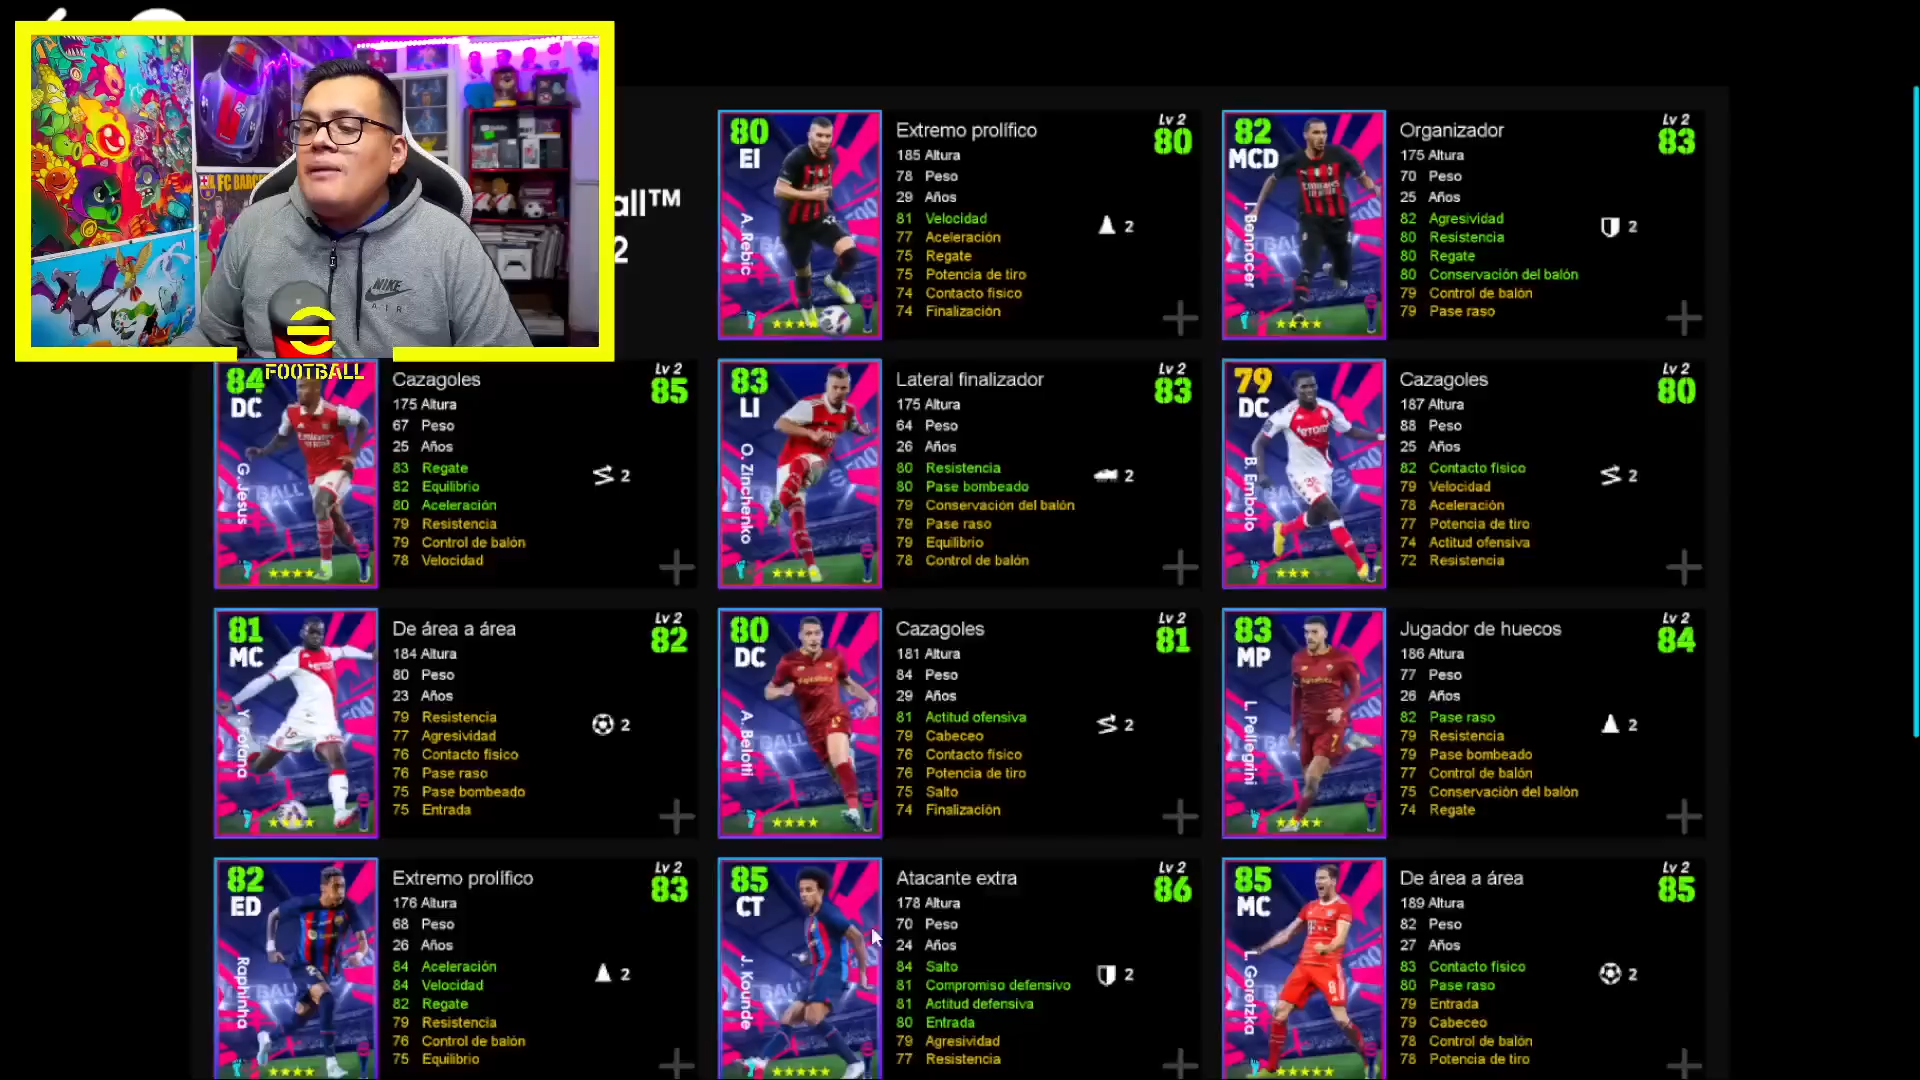 FC BARCE
NIKE
AIR
FOOTBALL
all™
2
80
EI
A. Rebic
Extremo prolífico
185 Altura
78 Peso
29 Años
81 Velocidad
77 Aceleración
75 Regate
75 Potencia de tiro
74 Contacto físico
74 Finalización
2
Lv 2
80
82
MCD
I. Bennacer
Organizador
175 Altura
70 Peso
25 Años
82 Agresividad
80 Resistencia
80 Regate
80 Conservación del balón
79 Control de balón
79 Pase raso
2
Lv 2
83
84
DC
G. Jesus
Cazagoles
175 Altura
67 Peso
25 Años
83 Regate
82 Equilibrio
80 Aceleración
79 Resistencia
79 Control de balón
78 Velocidad
2
Lv 2
85
83
LI
O. Zinchenko
Lateral finalizador
175 Altura
64 Peso
26 Años
80 Resistencia
80 Pase bombeado
79 Conservación del balón
79 Pase raso
79 Equilibrio
78 Control de balón
2
Lv 2
83
79
DC
B. Embolo
Cazagoles
187 Altura
88 Peso
25 Años
82 Contacto físico
79 Velocidad
78 Aceleración
77 Potencia de tiro
74 Actitud ofensiva
72 Resistencia
2
Lv 2
80
81
MC
Y. Fofana
De área a área
184 Altura
80 Peso
23 Años
79 Resistencia
77 Agresividad
76 Contacto físico
76 Pase raso
75 Pase bombeado
75 Entrada
2
Lv 2
82
80
DC
A. Belotti
Cazagoles
181 Altura
84 Peso
29 Años
81 Actitud ofensiva
79 Cabeceo
76 Contacto físico
76 Potencia de tiro
75 Salto
74 Finalización
2
Lv 2
81
83
MP
L. Pellegrini
Jugador de huecos
186 Altura
77 Peso
26 Años
82 Pase raso
79 Resistencia
79 Pase bombeado
77 Control de balón
75 Conservación del balón
74 Regate
2
Lv 2
84
82
ED
Raphinha
Extremo prolífico
176 Altura
68 Peso
26 Años
84 Aceleración
84 Velocidad
82 Regate
79 Resistencia
76 Control de balón
75 Equilibrio
2
Lv 2
83
85
CT
J. Kounde
Atacante extra
178 Altura
70 Peso
24 Años
84 Salto
81 Compromiso defensivo
81 Actitud defensiva
80 Entrada
79 Agresividad
77 Resistencia
2
Lv 2
86
85
MC
L. Goretzka
De área a área
189 Altura
82 Peso
27 Años
83 Contacto físico
80 Pase raso
79 Entrada
79 Cabeceo
78 Control de balón
78 Potencia de tiro
2
Lv 2
85